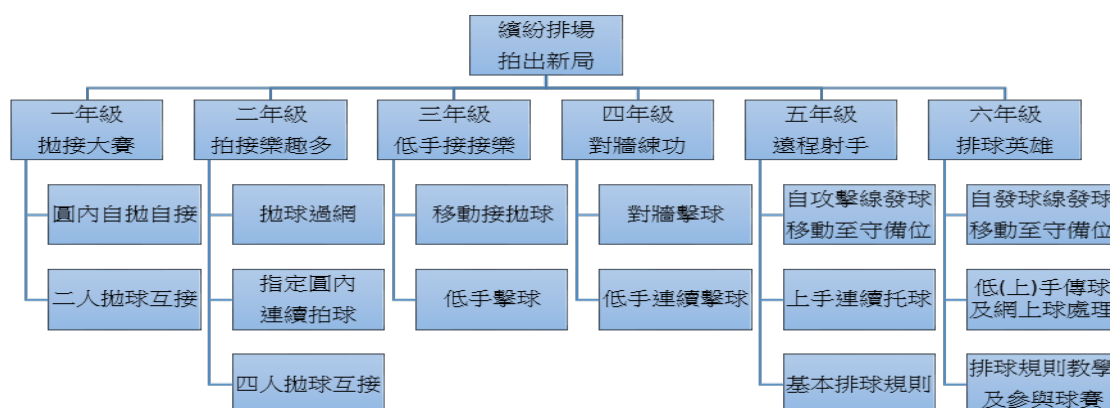 繽紛排場
拍出新局
一年級
拋接大賽
圓內自拋自接
二人拋球互接
二年級
拍接樂趣多
拋球過網
指定圓內
連續拍球
四人拋球互接
三年級
低手接接樂
移動接拋球
低手擊球
四年級
對牆練功
對牆擊球
低手連續擊球
五年級
遠程射手
自攻擊線發球
移動至守備位
上手連續托球
基本排球規則
六年級
排球英雄
自發球線發球
移動至守備位
低(上)手傳球
及網上球處理
排球規則教學
及參與球賽